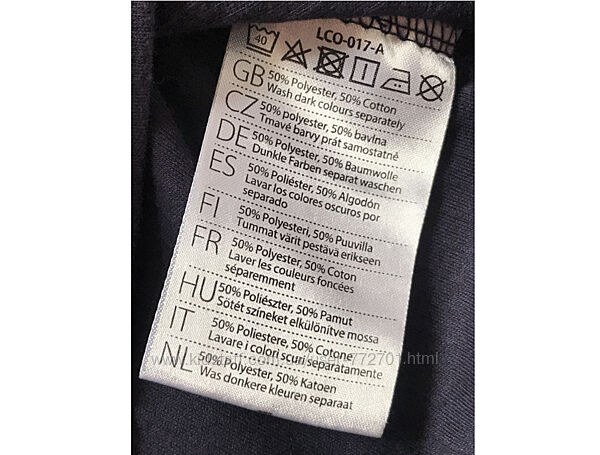 40
LCO-017-A
GB 50% Polyester, 50% Cotton
Wash dark colours separately
CZ 50% polyester, 50% bavlna
Tmavé barvy prát samostatné
DE 50% Polyester, 50% Baumwolle
Dunkle Farben separat waschen
ES 50% Poliéster, 50% Algodón
Lavar los colores oscuros por
separado
FI 50% Polyesteri, 50% Puuvilla
Tummat värit pestävä erikseen
FR 50% Polyester, 50% Coton
Laver les couleurs foncées
séparemment
HU 50% Poliészter, 50% Pamut
Sötét színeket elkülönítve mossa
IT 50% Poliestere, 50% Cotone
Lavare i colori scuri separatamente
NL 50% Polyester, 50% Katoen
Was donkere kleuren separaat